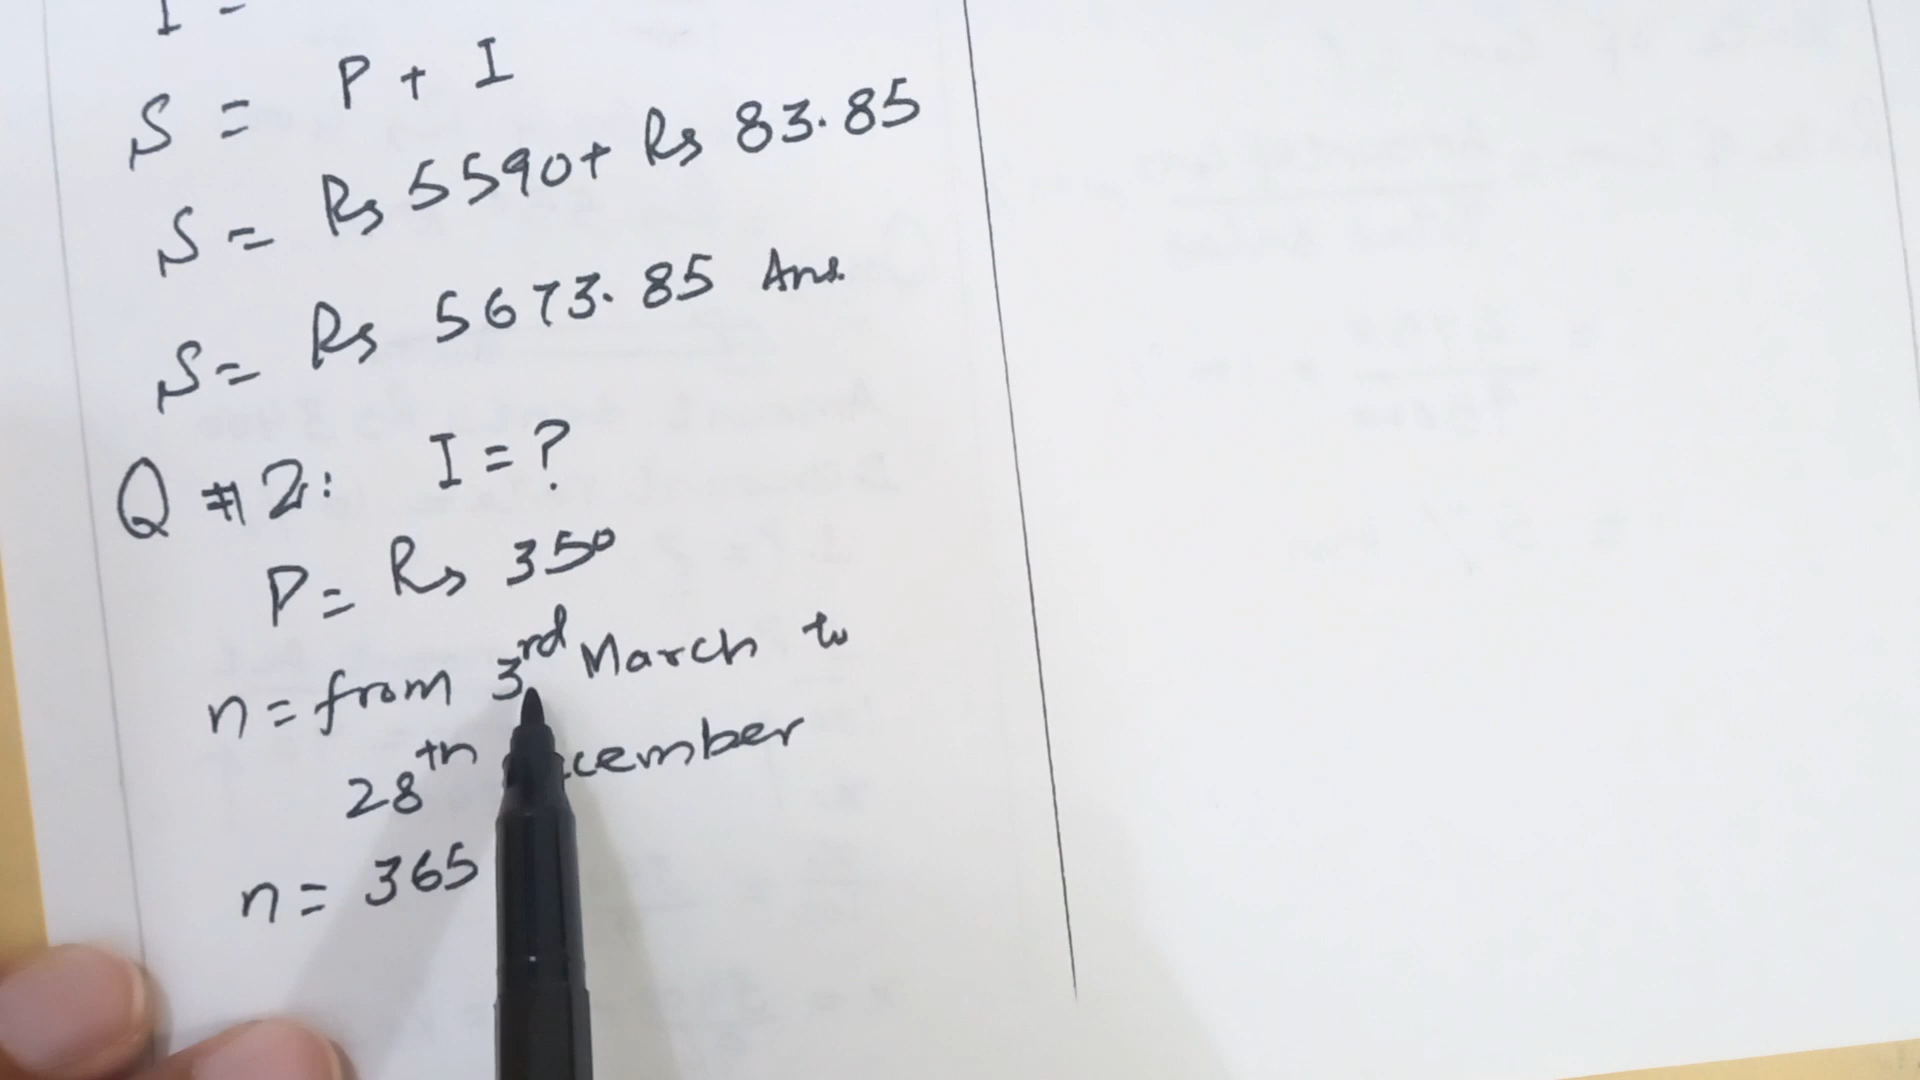 I =
S = P + I
S = Rs 5590 + Rs 83.85
S = Rs 5673.85 Ans.
Q #2: I = ?
P = Rs 350
n = from 3rd March to
28th cember
n = 365